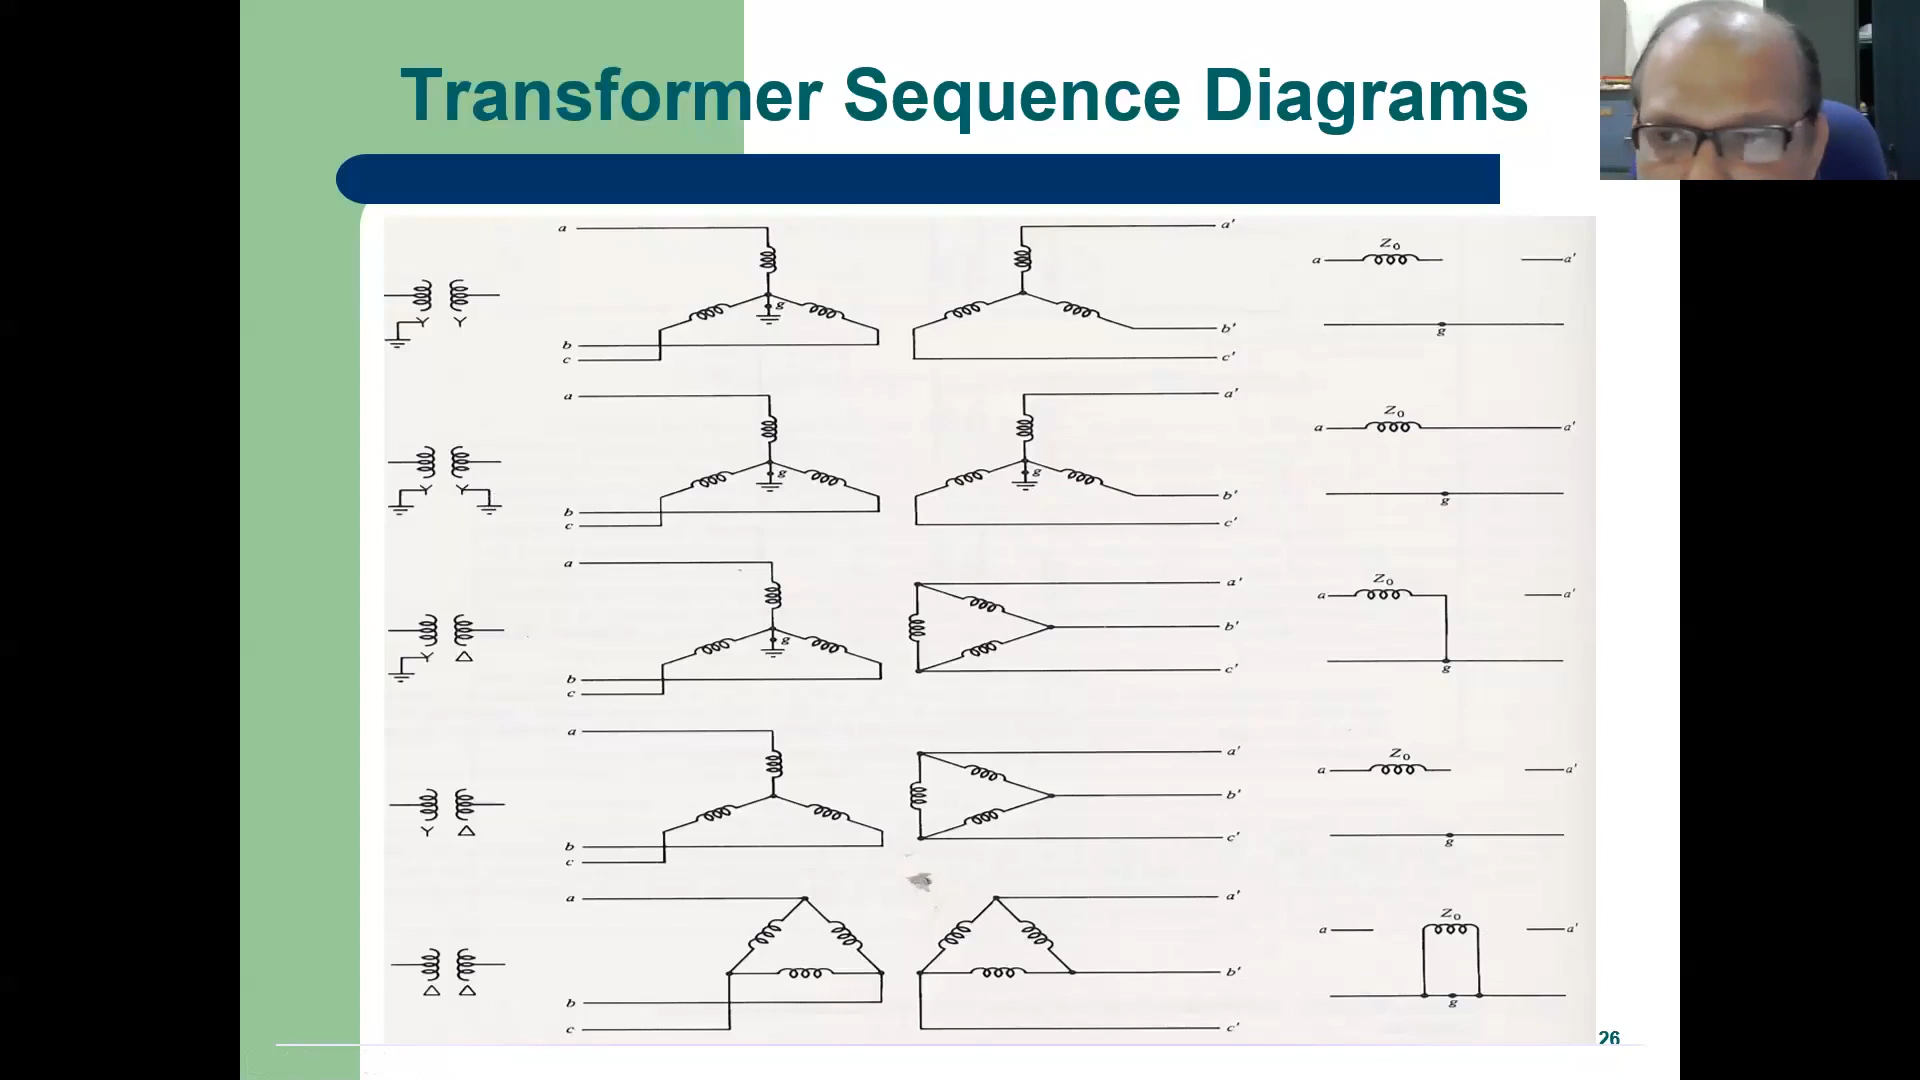 Transformer Sequence Diagrams
a a' Z0
a a'
g
Y Y
b b'
c c'
g
a a' Z0
a a'
g g
Y Y
b b'
c c'
g
a Z0
a' a a'
g b'
Y Δ
b c'
c g
a a' Z0
a a'
b'
Y Δ
b c' g
c
a a' Z0
a a'
b'
Δ Δ
b g
c c'
26